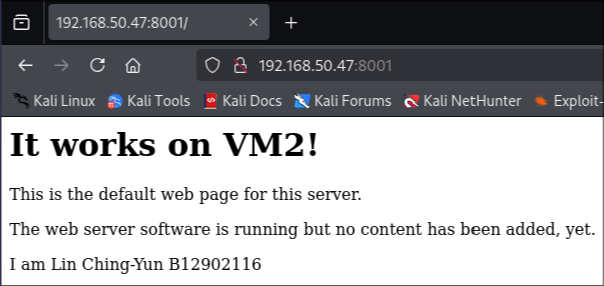 192.168.50.47:8001/
192.168.50.47:8001
Kali Linux Kali Tools Kali Docs Kali Forums Kali NetHunter Exploit-
It works on VM2!
This is the default web page for this server.
The web server software is running but no content has been added, yet.
I am Lin Ching-Yun B12902116